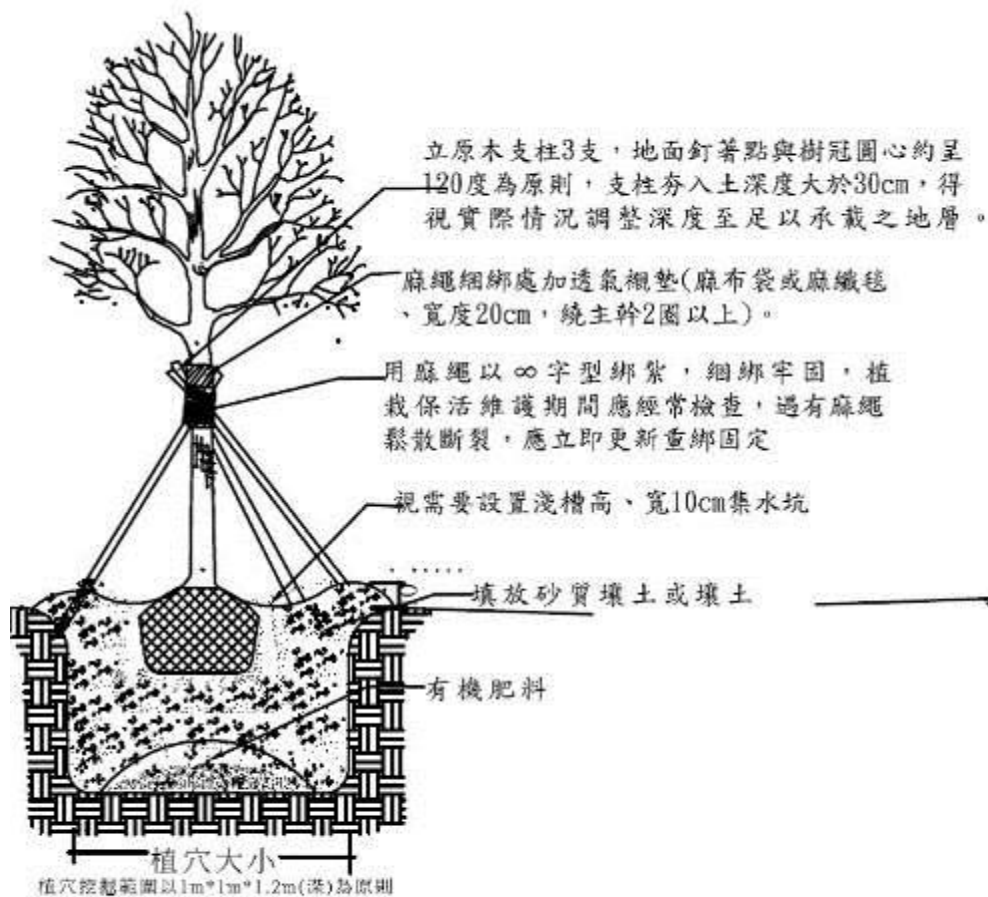 立原木支柱3支，地面釘著點與樹冠圓心約呈
120度為原則，支柱夯入土深度大於30cm，得
視實際情況調整深度至足以承載之地層。
麻繩綑綁處加透氣襯墊(麻布袋或麻纖毯
、寬度20cm，繞主幹2圈以上)。
用麻繩以∞字型綁紮，綑綁牢固，植
栽保活維護期間應經常檢查，遇有麻繩
鬆散斷裂，應立即更新重綁固定
視需要設置淺槽高、寬10cm集水坑
填放砂質壤土或壤土
有機肥料
植穴大小
植穴挖掘範圍以1m*1m*1.2m(深)為原則